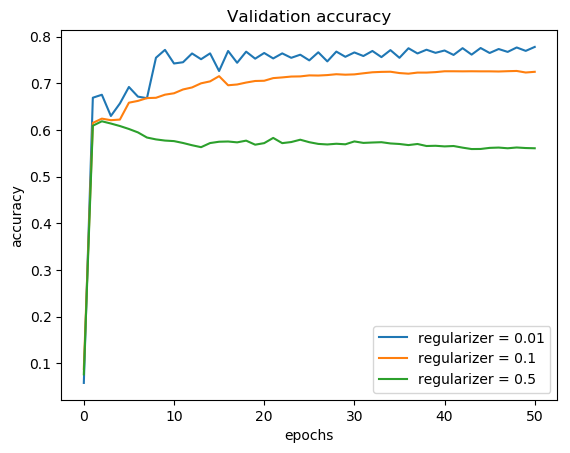 Validation accuracy
0.8
0.7
0.6
0.5
0.4
0.3
0.2
0.1
accuracy
regularizer = 0.01
regularizer = 0.1
regularizer = 0.5
0 10 20 30 40 50
epochs